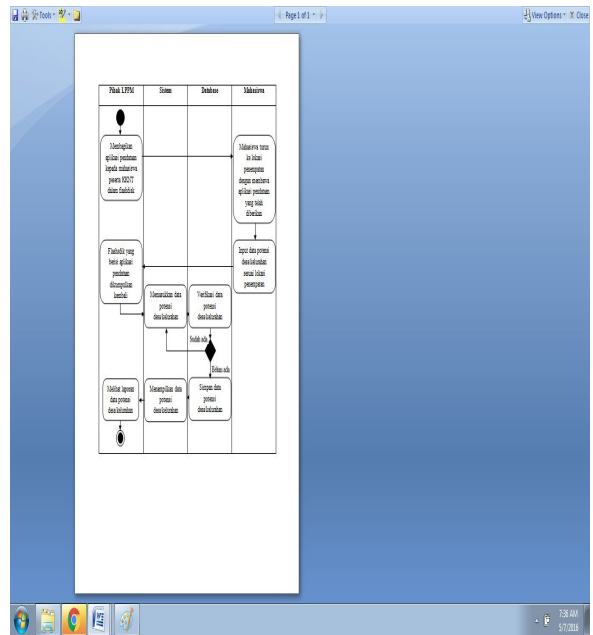 Tools
Page 1 of 1
View Options
Close
Pihak LPPM
Sistem
Database
Mahasiswa
Membagikan
aplikasi pendataan
kepada mahasiswa
peserta KKNT
dalam flashdisk
Mahasiswa turun
ke lokasi
penempatan
dengan membawa
aplikasi pendataan
yang telah
diberikan
Input data potensi
desa/kelurahan
sesuai lokasi
penempatan
Flashdisk yang
berisi aplikasi
pendataan
dikumpulkan
kembali
Memasukkan data
potensi
desa/kelurahan
Verifikasi data
potensi
desa/kelurahan
Sudah ada
Belum ada
Simpan data
potensi
desa/kelurahan
Menampilkan data
potensi
desa/kelurahan
Melihat laporan
data potensi
desa/kelurahan
7:36 AM
5/7/2016